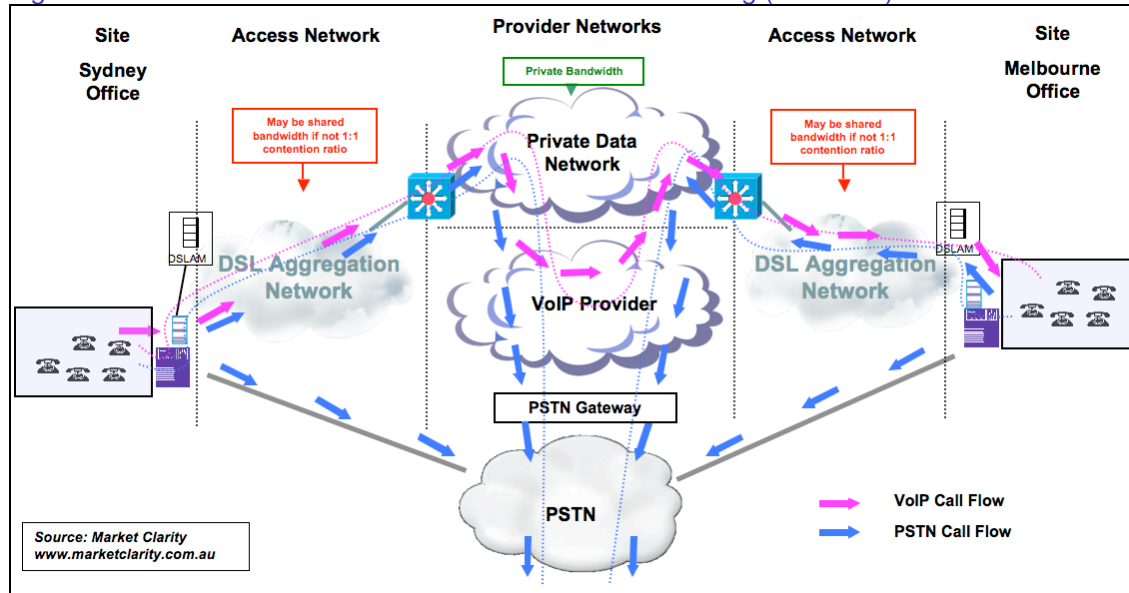 Provider Networks
Site
Access Network
Access Network
Site
Sydney
Office
Melbourne
Office
Private Bandwidth
May be shared
bandwidth if not 1:1
contention ratio
May be shared
bandwidth if not 1:1
contention ratio
Private Data
Network
DSLAM
DSLAM
DSL Aggregation
Network
DSL Aggregation
Network
VoIP Provider
PSTN Gateway
PSTN
VoIP Call Flow
PSTN Call Flow
Source: Market Clarity
www.marketclarity.com.au